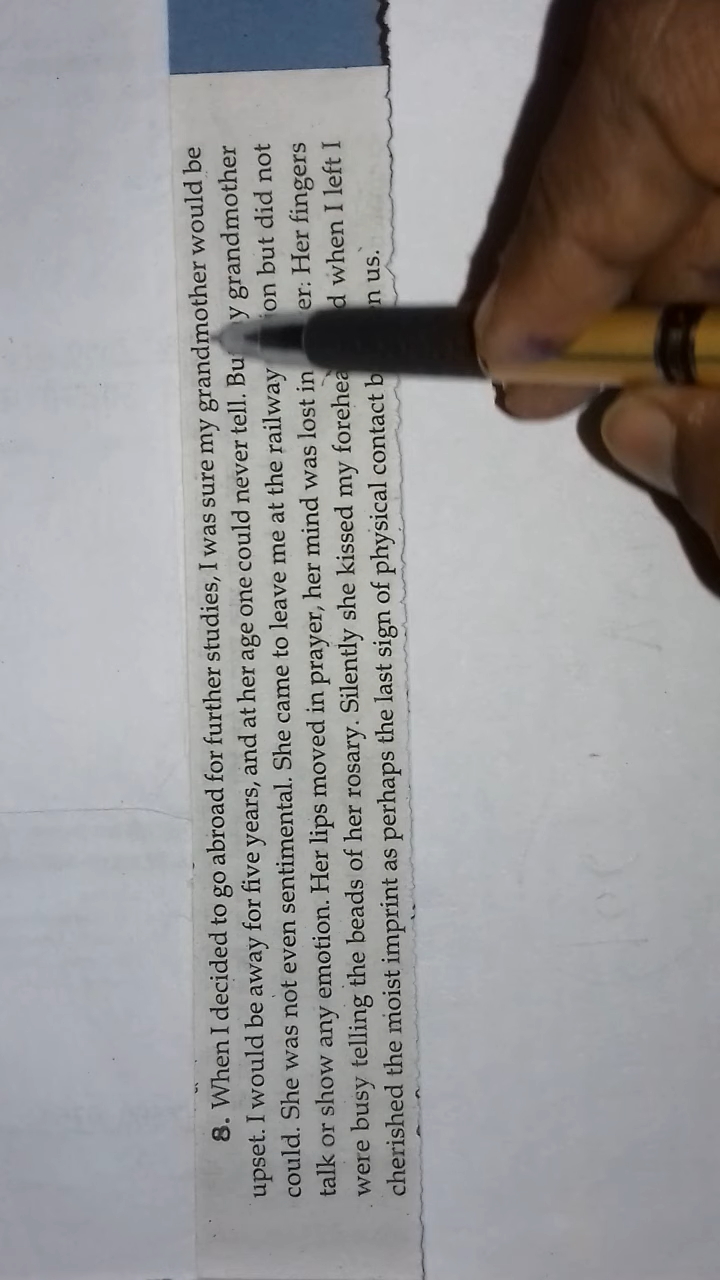 8. When I decided to go abroad for further studies, I was sure my grandmother would be
upset. I would be away for five years, and at her age one could never tell. Bu y grandmother
could. She was not even sentimental. She came to leave me at the railway on but did not
talk or show any emotion. Her lips moved in prayer, her mind was lost in er: Her fingers
were busy telling the beads of her rosary. Silently she kissed my forehea d when I left I
cherished the moist imprint as perhaps the last sign of physical contact b n us.